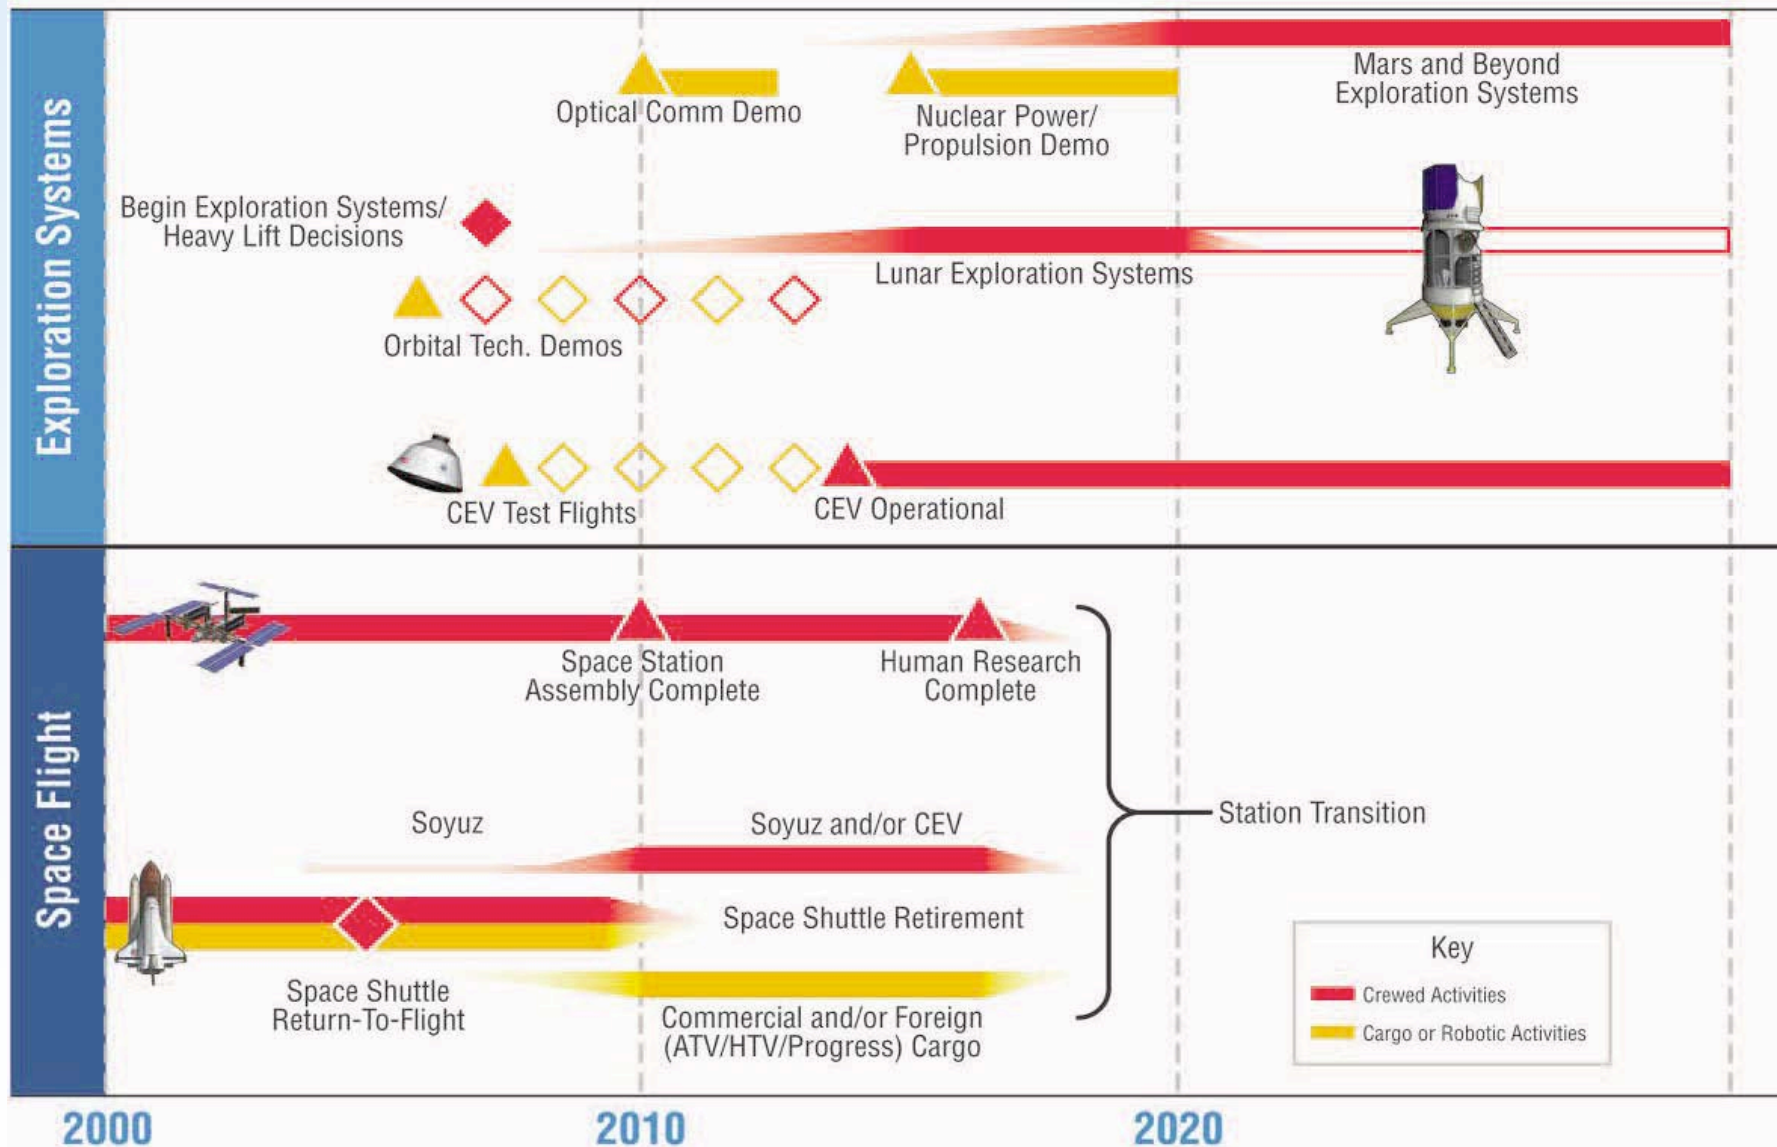 Exploration Systems
Mars and Beyond
Exploration Systems
Optical Comm Demo
Nuclear Power/
Propulsion Demo
Begin Exploration Systems/
Heavy Lift Decisions
Lunar Exploration Systems
Orbital Tech. Demos
CEV Test Flights
CEV Operational
Space Flight
Space Station
Assembly Complete
Human Research
Complete
Soyuz
Soyuz and/or CEV
Station Transition
Space Shuttle Retirement
Space Shuttle
Return-To-Flight
Commercial and/or Foreign
(ATV/HTV/Progress) Cargo
Key
Crewed Activities
Cargo or Robotic Activities
2000
2010
2020